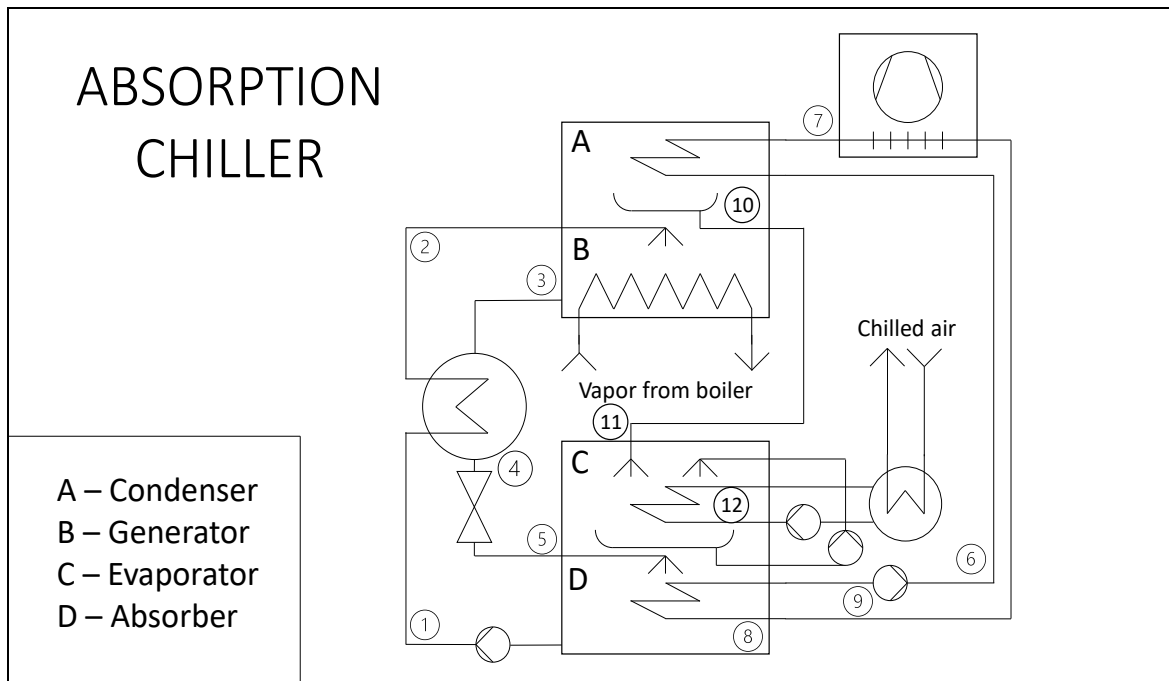 ABSORPTION
CHILLER
7
A
10
2
B
3
Chilled air
Vapor from boiler
11
C
4
12
A – Condenser
B – Generator
5
6
C – Evaporator
D
9
D – Absorber
1
8